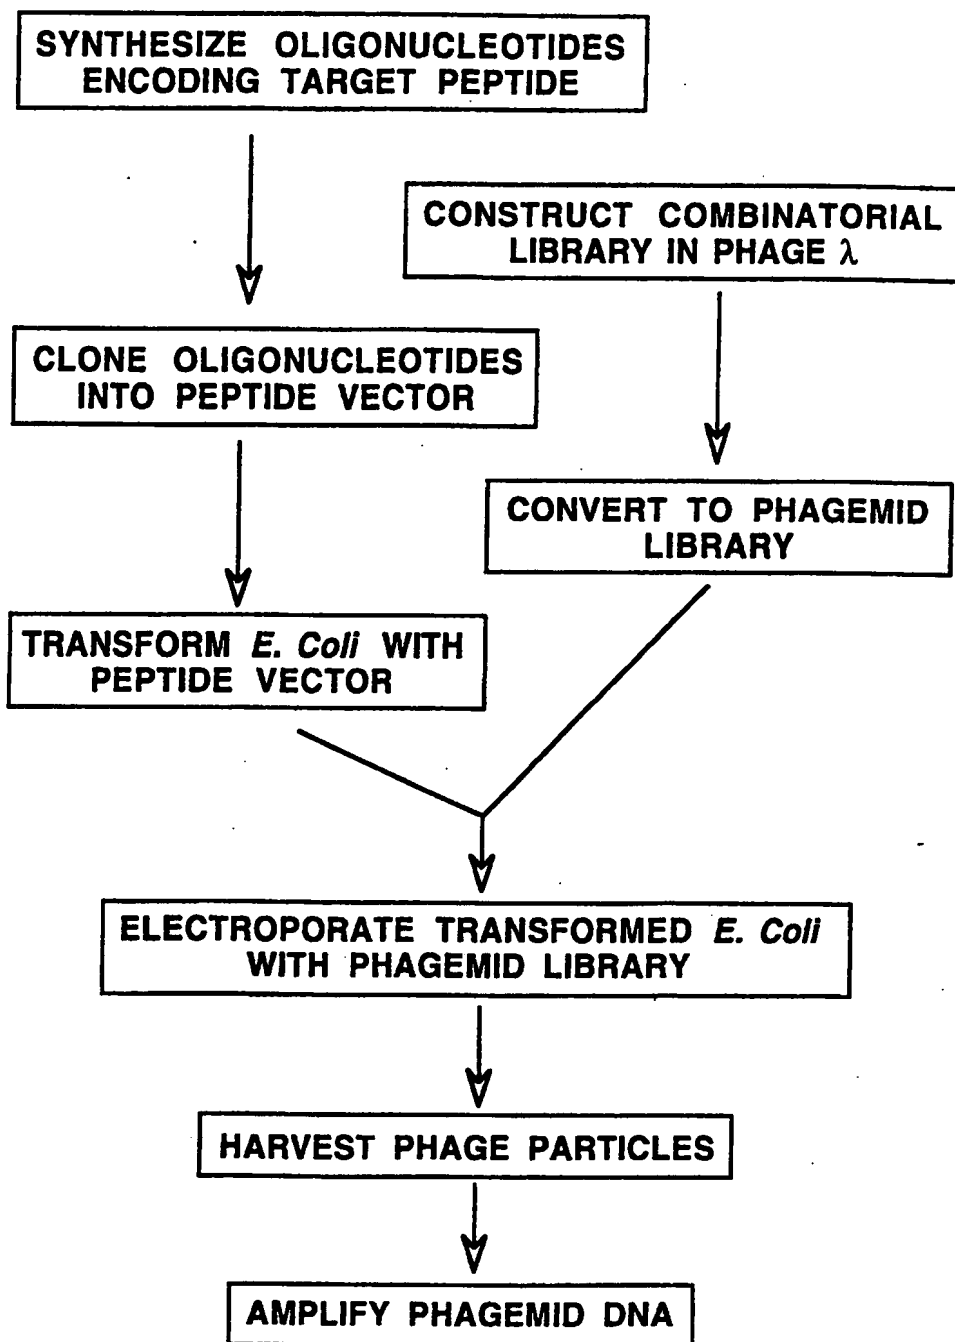 SYNTHESIZE OLIGONUCLEOTIDES
ENCODING TARGET PEPTIDE
CONSTRUCT COMBINATORIAL
LIBRARY IN PHAGE λ
CLONE OLIGONUCLEOTIDES
INTO PEPTIDE VECTOR
CONVERT TO PHAGEMID
LIBRARY
TRANSFORM E. Coli WITH
PEPTIDE VECTOR
ELECTROPORATE TRANSFORMED E. Coli
WITH PHAGEMID LIBRARY
HARVEST PHAGE PARTICLES
AMPLIFY PHAGEMID DNA